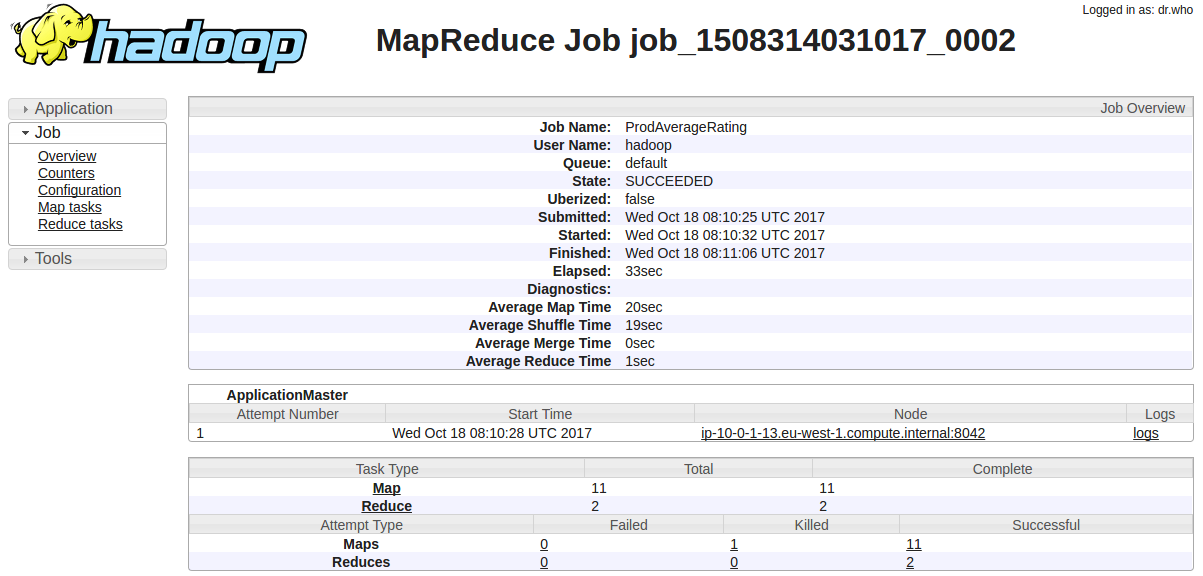 Logged in as: dr.who
hadoop
MapReduce Job job_1508314031017_0002
Application
Job
Overview
Counters
Configuration
Map tasks
Reduce tasks
Tools
Job Overview
Job Name: ProdAverageRating
User Name: hadoop
Queue: default
State: SUCCEEDED
Uberized: false
Submitted: Wed Oct 18 08:10:25 UTC 2017
Started: Wed Oct 18 08:10:32 UTC 2017
Finished: Wed Oct 18 08:11:06 UTC 2017
Elapsed: 33sec
Diagnostics:
Average Map Time 20sec
Average Shuffle Time 19sec
Average Merge Time 0sec
Average Reduce Time 1sec
ApplicationMaster
Attempt Number Start Time Node Logs
1 Wed Oct 18 08:10:28 UTC 2017 ip-10-0-1-13.eu-west-1.compute.internal:8042 logs
Task Type Total Complete
Map 11 11
Reduce 2 2
Attempt Type Failed Killed Successful
Maps 0 1 11
Reduces 0 0 2